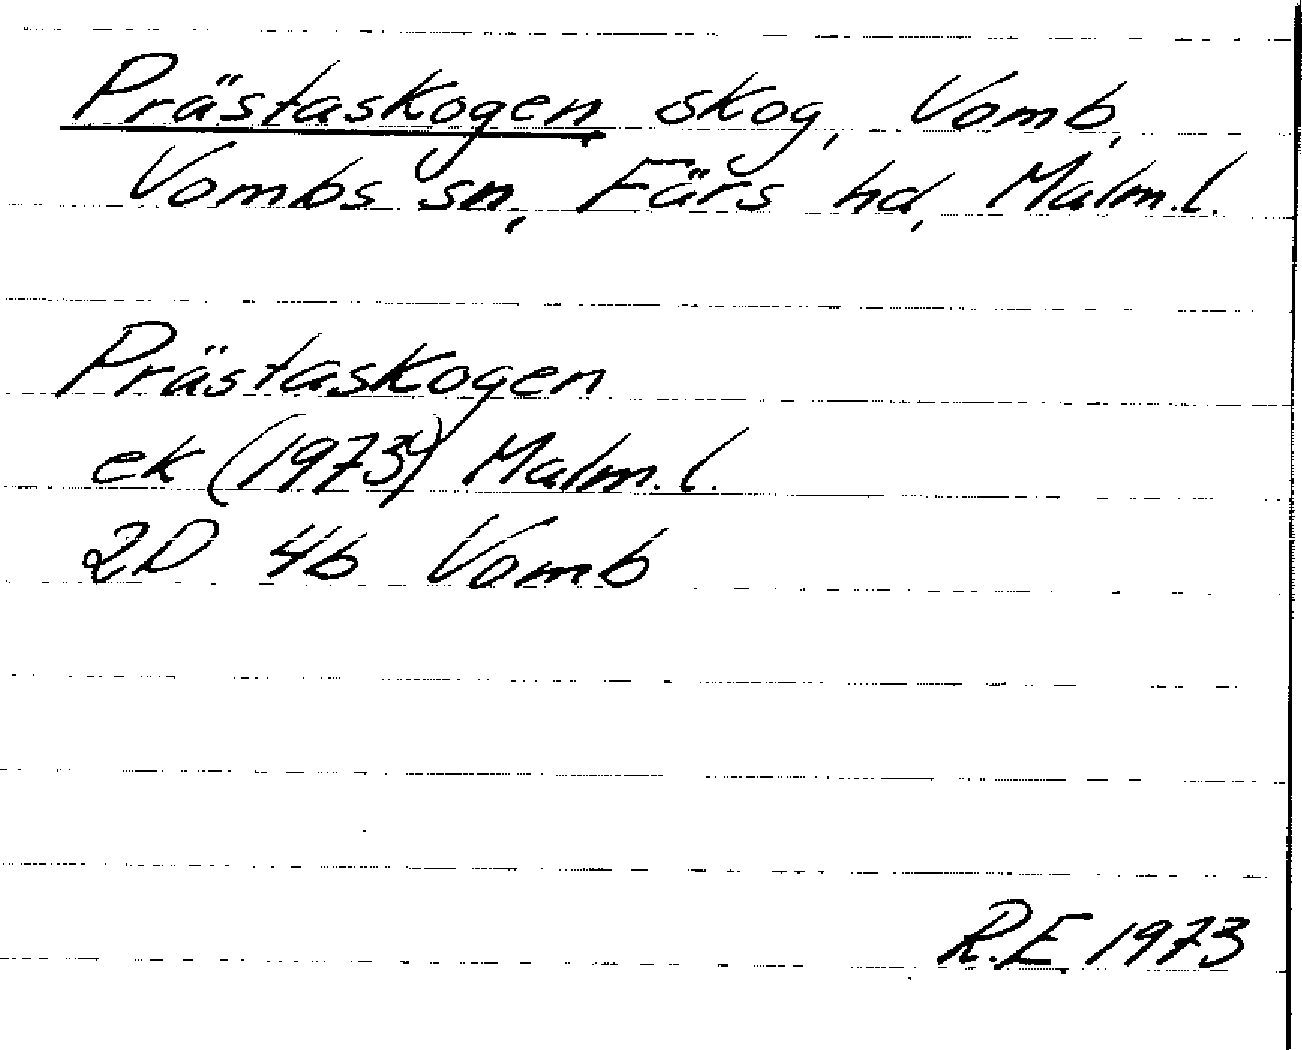 Prästaskogen skog, Vomb,
Vombs sn, Färs hd, Malm.l.
Prästaskogen
ek (1973) Malm.l.
2D 4b Vomb
R.E. 1973